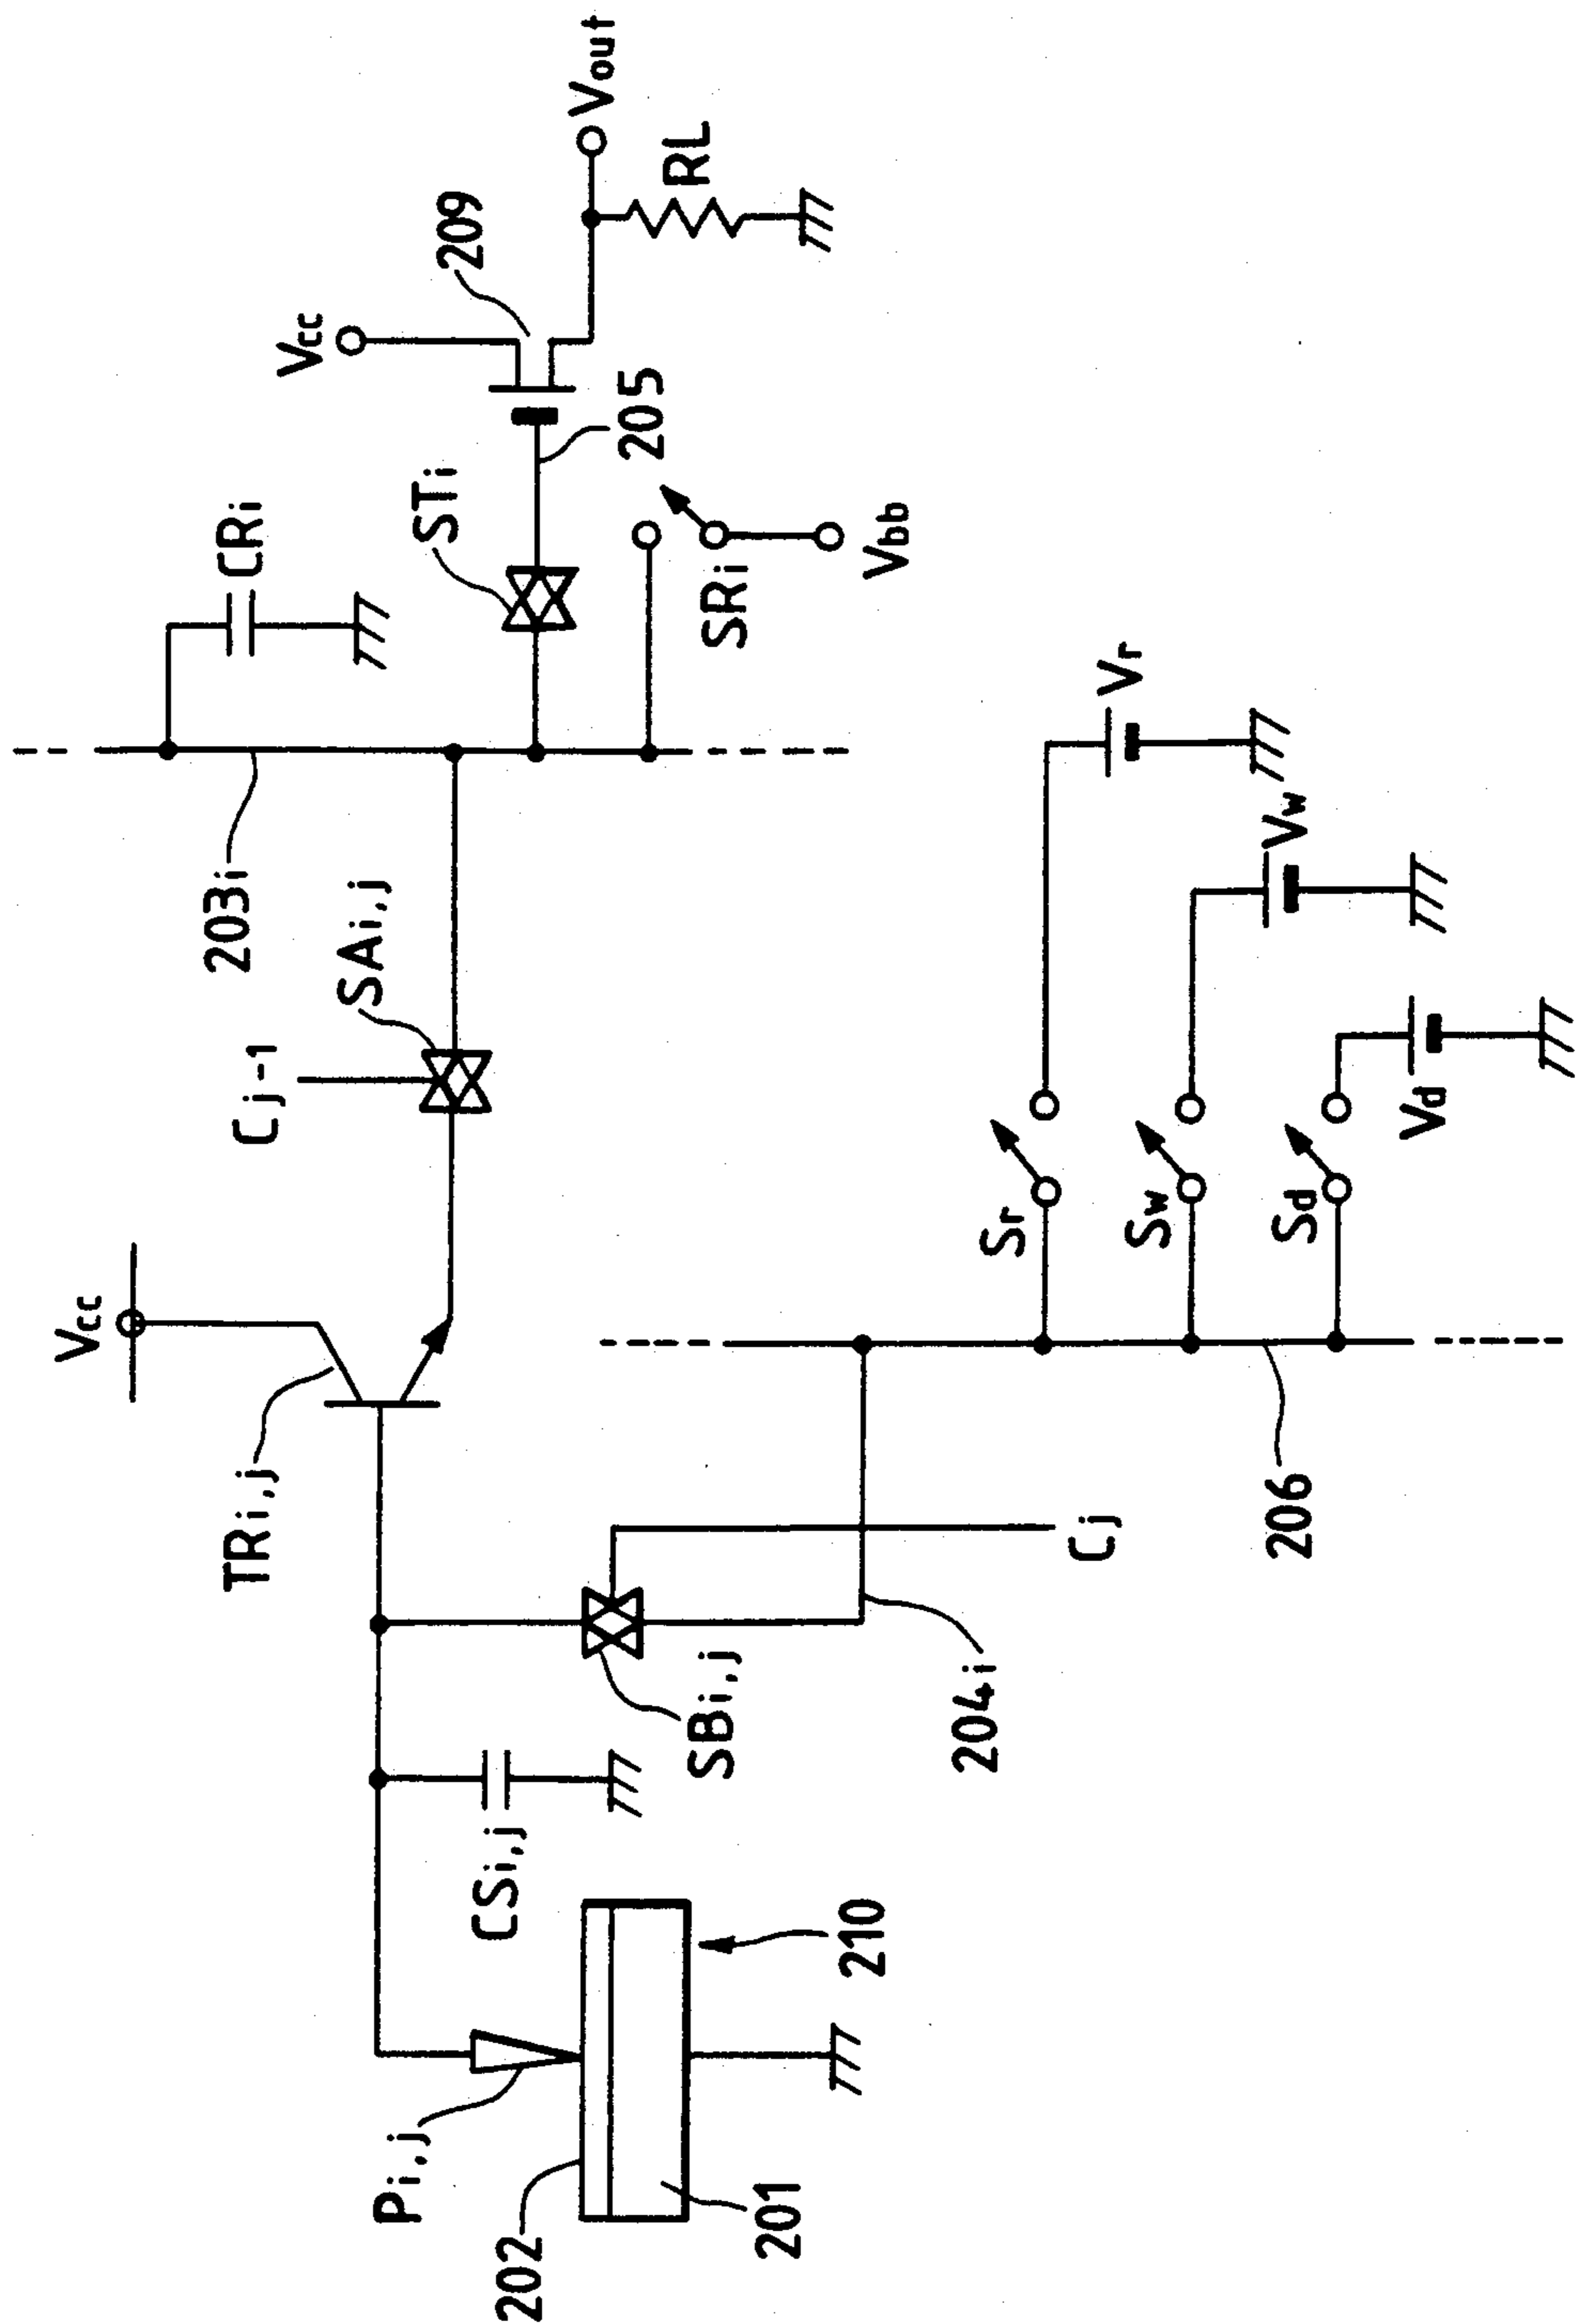 Vcc
TRi,j
Cj-1
SAi,j
203i
CRi
STi
Vcc
209
Vout
RL
205
SRi
Vbb
Pi,j
202
201
210
CSi,j
SBi,j
204i
Cj
206
Sr
Vr
Sw
Vw
Sd
Vd